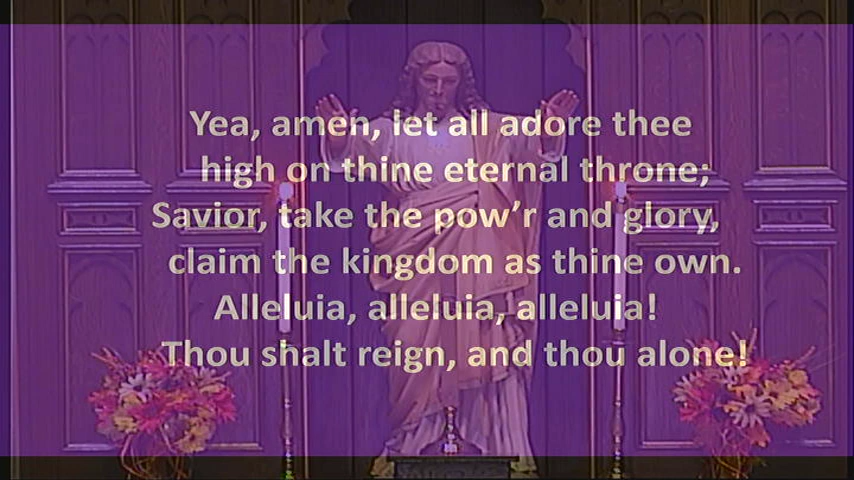 Yea, amen, let all adore thee
high on thine eternal throne;
Savior, take the pow’r and glory,
claim the kingdom as thine own.
Alleluia, alleluia, alleluia!
Thou shalt reign, and thou alone!